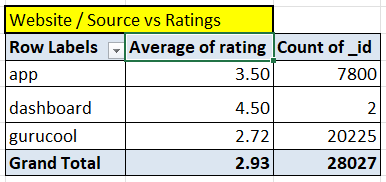 Website / Source vs Ratings
Row Labels Average of rating Count of _id
app 3.50 7800
dashboard 4.50 2
gurucool 2.72 20225
Grand Total 2.93 28027